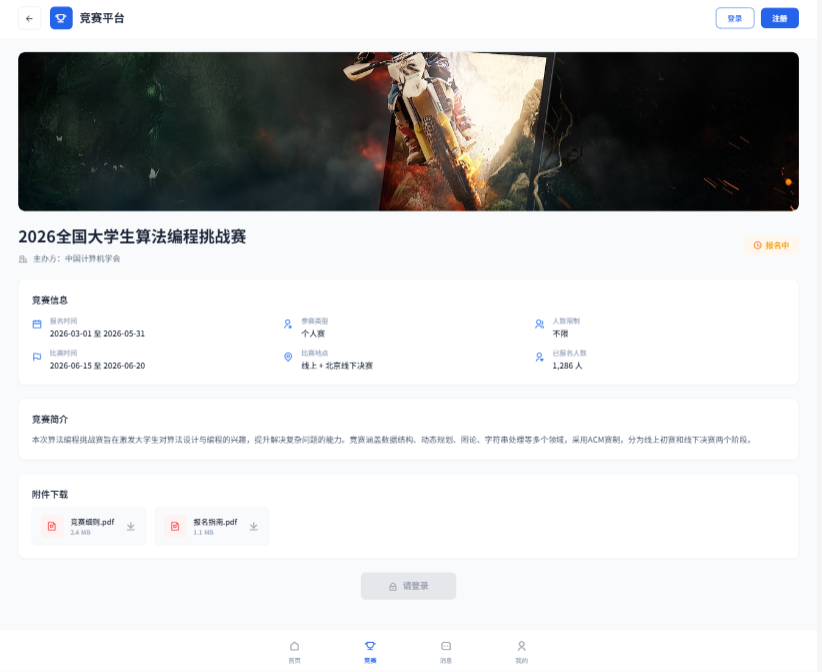 竞赛平台
登录
注册
2026全国大学生算法编程挑战赛
主办方：中国计算机学会
报名中
竞赛信息
报名时间
2026-03-01 至 2026-05-31
参赛类型
个人赛
人数限制
不限
比赛时间
2026-06-15 至 2026-06-20
比赛地点
线上 + 北京线下决赛
已报名人数
1,286 人
竞赛简介
本次算法编程挑战赛旨在激发大学生对算法设计与编程的兴趣，提升解决复杂问题的能力。竞赛涵盖数据结构、动态规划、图论、字符串处理等多个领域，采用ACM赛制，分为线上初赛和线下决赛两个阶段。
附件下载
竞赛细则.pdf
2.4 MB
报名指南.pdf
1.1 MB
请登录
首页
竞赛
消息
我的